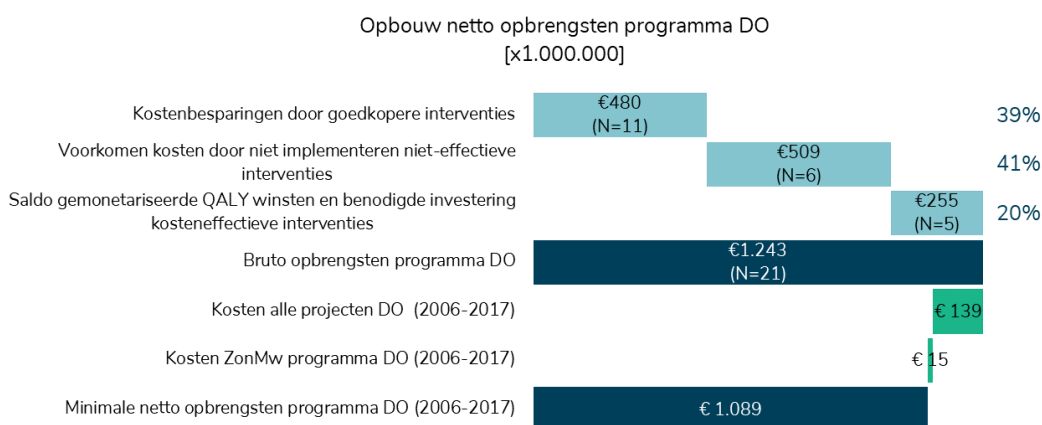 Opbouw netto opbrengsten programma DO
[x1.000.000]
Kostenbesparingen door goedkopere interventies
€480
(N=11)
39%
Voorkomen kosten door niet implementeren niet-effectieve
interventies
€509
(N=6)
41%
Saldo gemonetariseerde QALY winsten en benodigde investering
kosteneffectieve interventies
€255
(N=5)
20%
Bruto opbrengsten programma DO
€1.243
(N=21)
Kosten alle projecten DO (2006-2017)
€ 139
Kosten ZonMw programma DO (2006-2017)
€ 15
Minimale netto opbrengsten programma DO (2006-2017)
€ 1.089